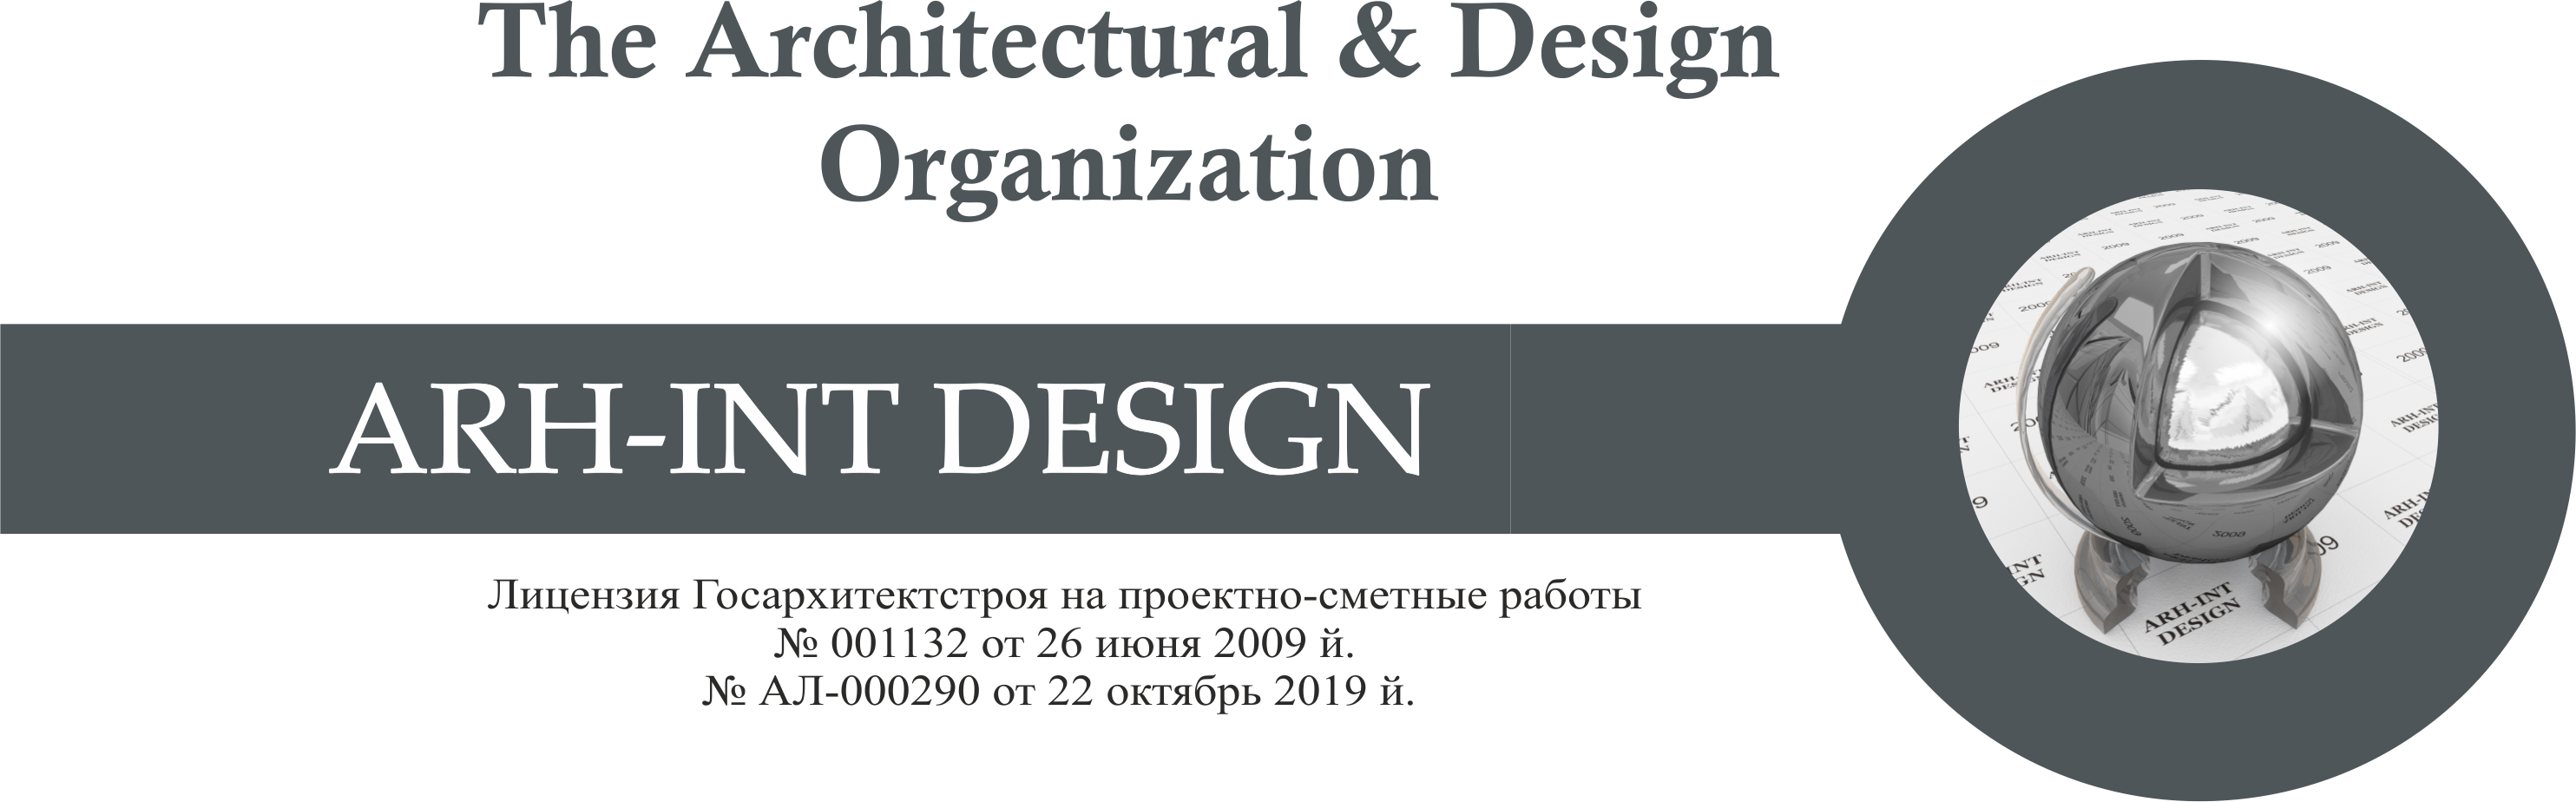 The Architectural & Design
Organization
ARH-INT DESIGN
Лицензия Госархитектстроя на проектно-сметные работы
№ 001132 от 26 июня 2009 й.
№ АЛ-000290 от 22 октябрь 2019 й.
ARH-INT
DESIGN